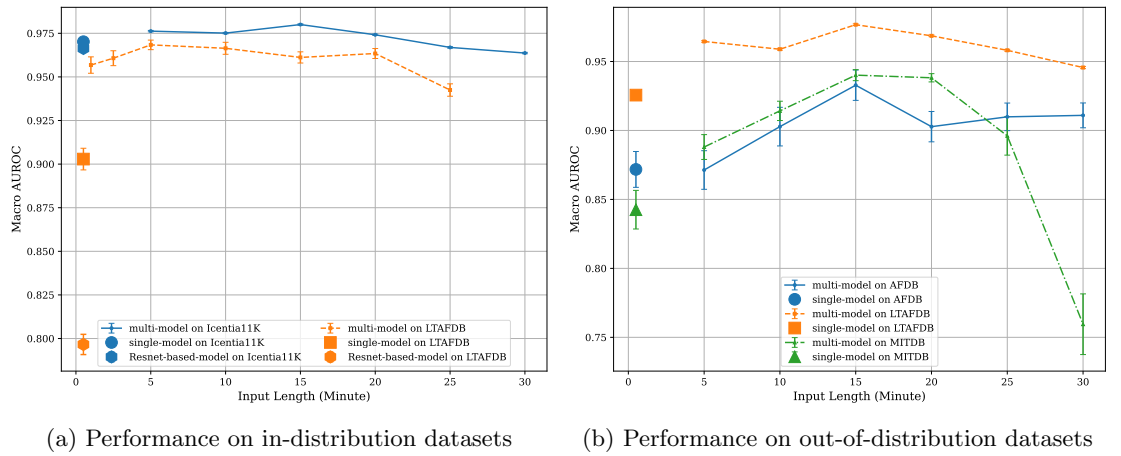 0.975
0.950
0.925
0.900
0.875
0.850
0.825
0.800
Macro AUROC
0 5 10 15 20 25 30
Input Length (Minute)
multi-model on Icentia11K
single-model on Icentia11K
Resnet-based-model on Icentia11K
multi-model on LTAFDB
single-model on LTAFDB
Resnet-based-model on LTAFDB
(a) Performance on in-distribution datasets
0.95
0.90
0.85
0.80
0.75
Macro AUROC
0 5 10 15 20 25 30
Input Length (Minute)
multi-model on AFDB
single-model on AFDB
multi-model on LTAFDB
single-model on LTAFDB
multi-model on MITDB
single-model on MITDB
(b) Performance on out-of-distribution datasets